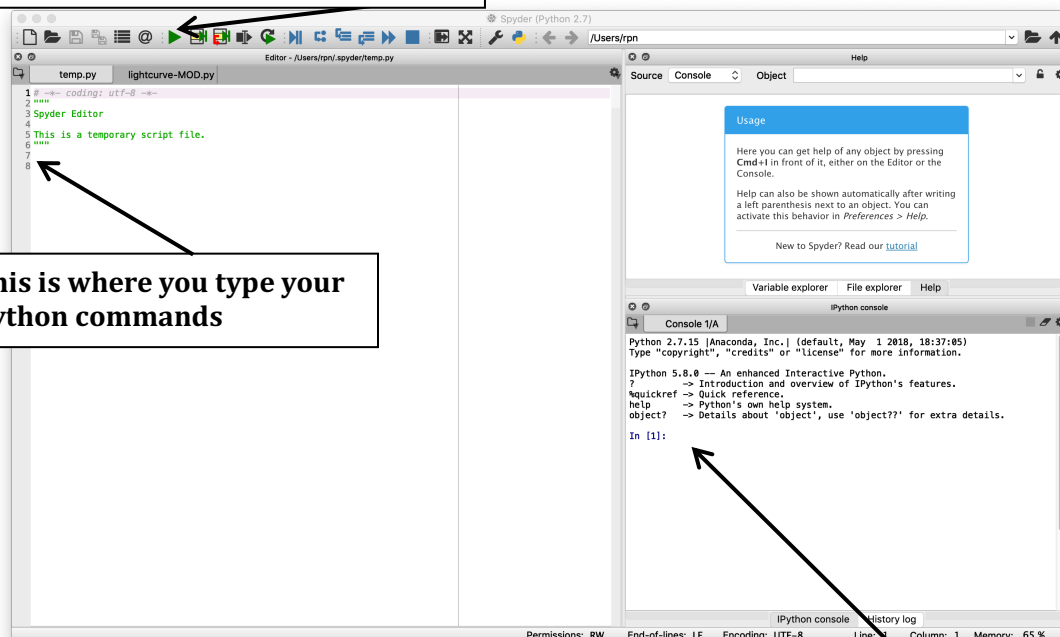 Spyder (Python 2.7)
@
/Users/rpn
Editor - /Users/rpn/.spyder/temp.py
temp.py lightcurve-MOD.py
1 # -*- coding: utf-8 -*-
2 """
3 Spyder Editor
4
5 This is a temporary script file.
6 """
7
8
his is where you type your
ython commands
Help
Source Console Object
Usage
Here you can get help of any object by pressing
Cmd+I in front of it, either on the Editor or the
Console.
Help can also be shown automatically after writing
a left parenthesis next to an object. You can
activate this behavior in Preferences > Help.
New to Spyder? Read our tutorial
Variable explorer File explorer Help
IPython console
Console 1/A
Python 2.7.15 |Anaconda, Inc.| (default, May  1 2018, 18:37:05)
Type "copyright", "credits" or "license" for more information.
IPython 5.8.0 -- An enhanced Interactive Python.
?         -> Introduction and overview of IPython's features.
%quickref -> Quick reference.
help      -> Python's own help system.
object?   -> Details about 'object', use 'object??' for extra details.
In [1]:
IPython console History log
Permissions: RW End-of-lines: LF Encoding: UTF-8 Line: 1 Column: 1 Memory: 65 %